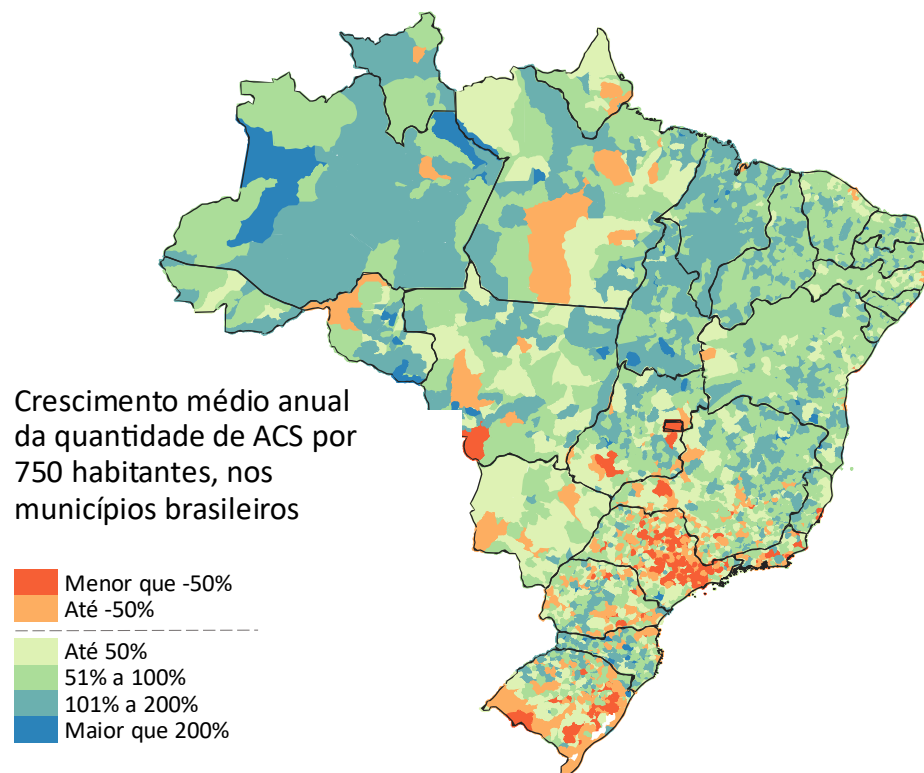 Crescimento médio anual
da quantidade de ACS por
750 habitantes, nos
municípios brasileiros
Menor que -50%
Até -50%
Até 50%
51% a 100%
101% a 200%
Maior que 200%